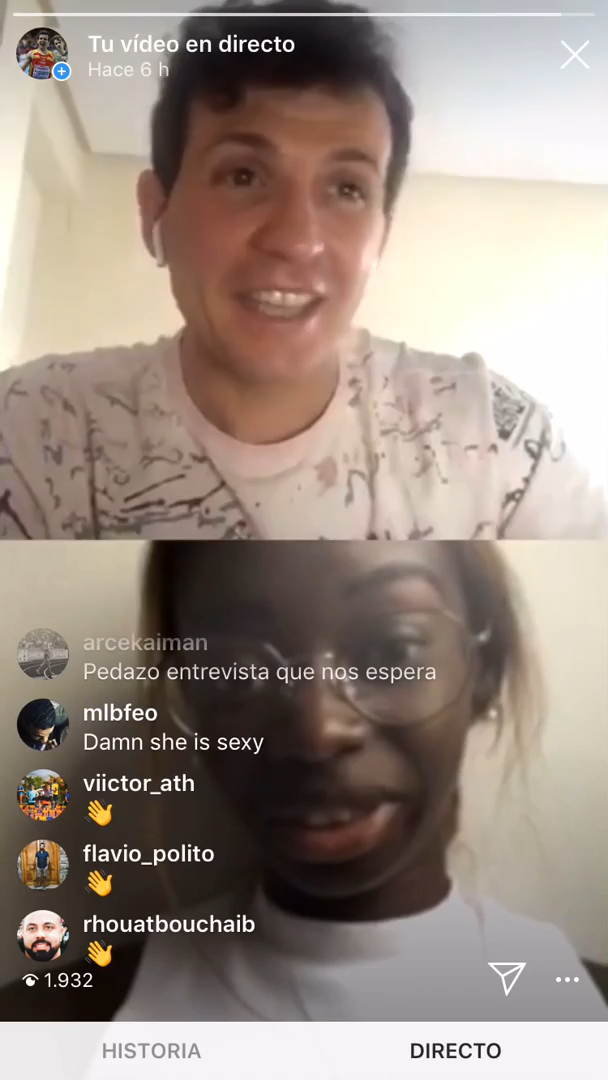 Tu vídeo en directo
Hace 6 h
arcekaiman
Pedazo entrevista que nos espera
mlbfeo
Damn she is sexy
viictor_ath
👋
flavio_polito
👋
rhouatbouchaib
👋
1.932
HISTORIA
DIRECTO